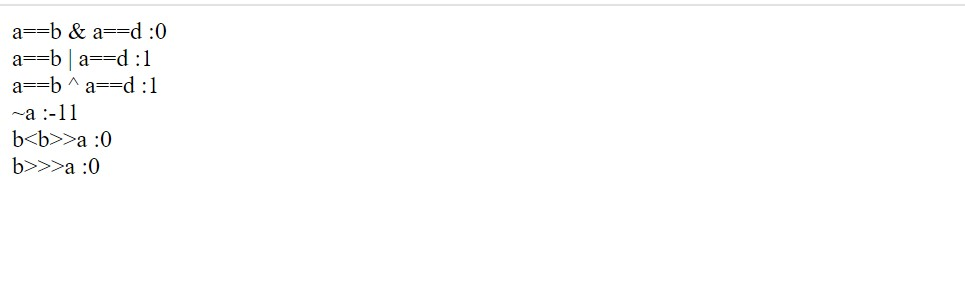 a==b & a==d :0
a==b | a==d :1
a==b ^ a==d :1
~a :-11
b<b>>a :0
b>>>a :0